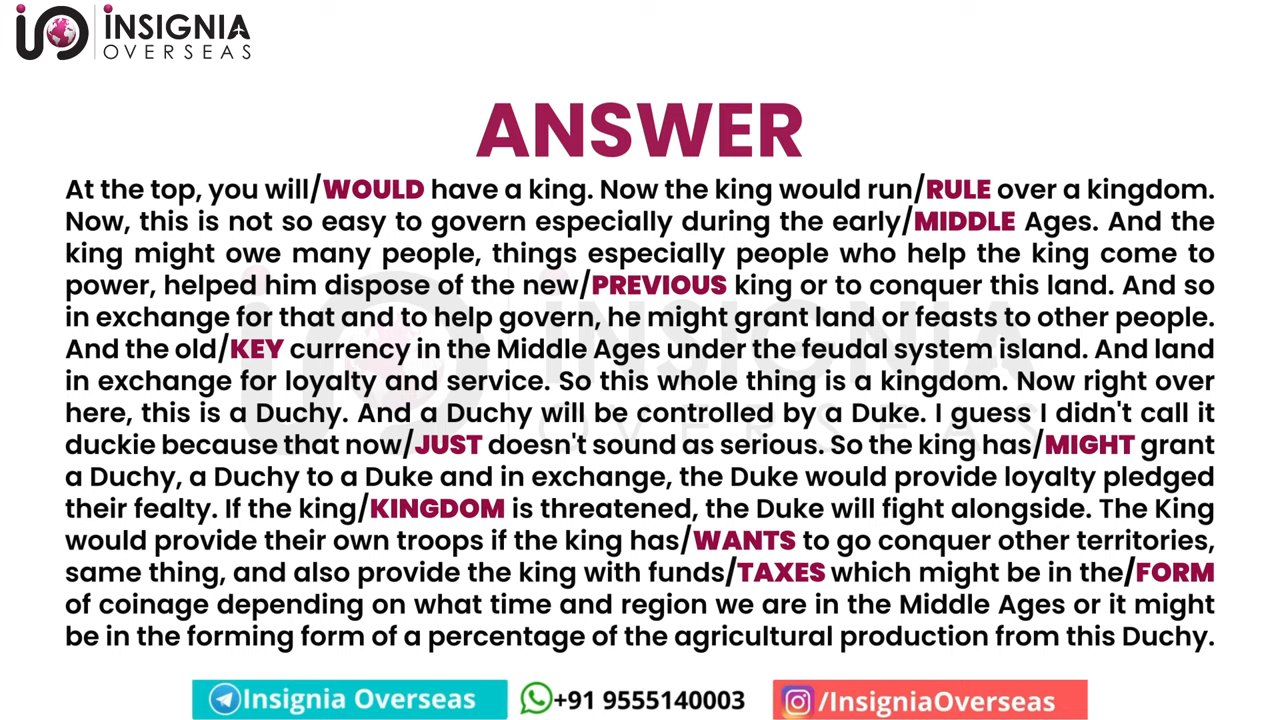 INSIGNIA
OVERSEAS
ANSWER
At the top, you will/WOULD have a king. Now the king would run/RULE over a kingdom.
Now, this is not so easy to govern especially during the early/MIDDLE Ages. And the
king might owe many people, things especially people who help the king come to
power, helped him dispose of the new/PREVIOUS king or to conquer this land. And so
in exchange for that and to help govern, he might grant land or feasts to other people.
And the old/KEY currency in the Middle Ages under the feudal system island. And land
in exchange for loyalty and service. So this whole thing is a kingdom. Now right over
here, this is a Duchy. And a Duchy will be controlled by a Duke. I guess I didn't call it
duckie because that now/JUST doesn't sound as serious. So the king has/MIGHT grant
a Duchy, a Duchy to a Duke and in exchange, the Duke would provide loyalty pledged
their fealty. If the king/KINGDOM is threatened, the Duke will fight alongside. The King
would provide their own troops if the king has/WANTS to go conquer other territories,
same thing, and also provide the king with funds/TAXES which might be in the/FORM
of coinage depending on what time and region we are in the Middle Ages or it might
be in the forming form of a percentage of the agricultural production from this Duchy.
Insignia Overseas +91 9555140003 /InsigniaOverseas